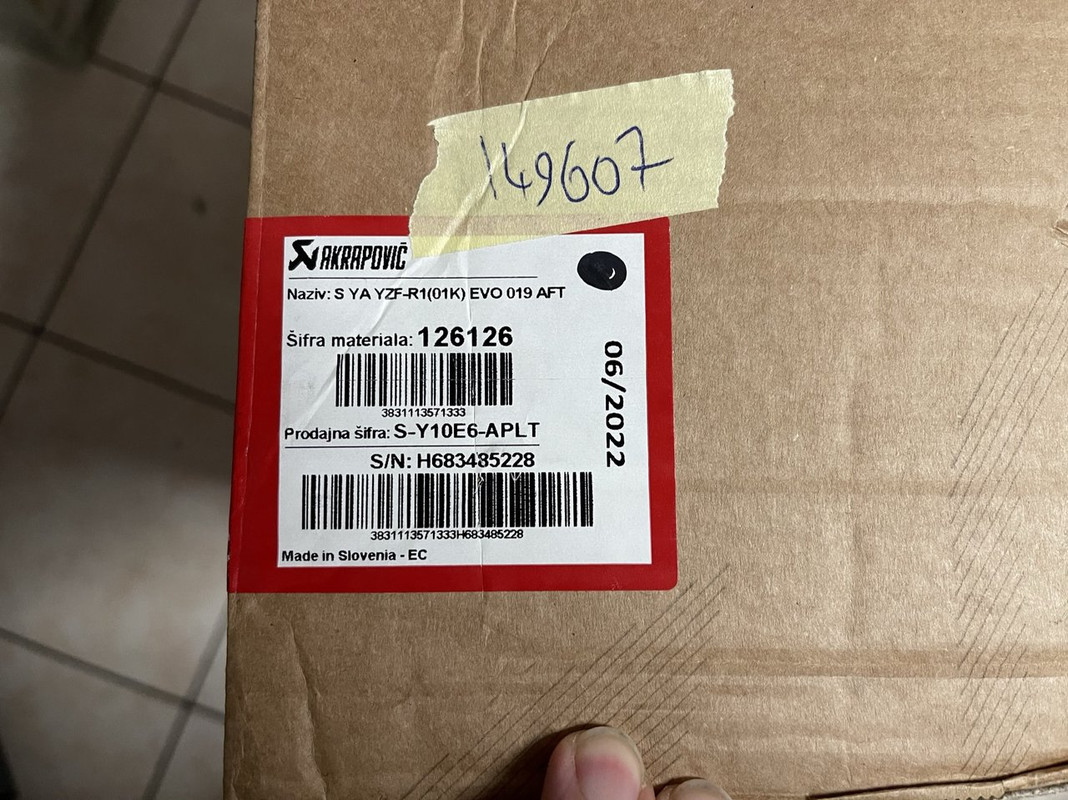 149607
AKRAPOVIČ
Naziv: S YA YZF-R1(01K) EVO 019 AFT
Šifra materiala: 126126
3831113571333
Prodajna šifra: S-Y10E6-APLT
S/N: H683485228
3831113571333H683485228
Made in Slovenia - EC
06/2022